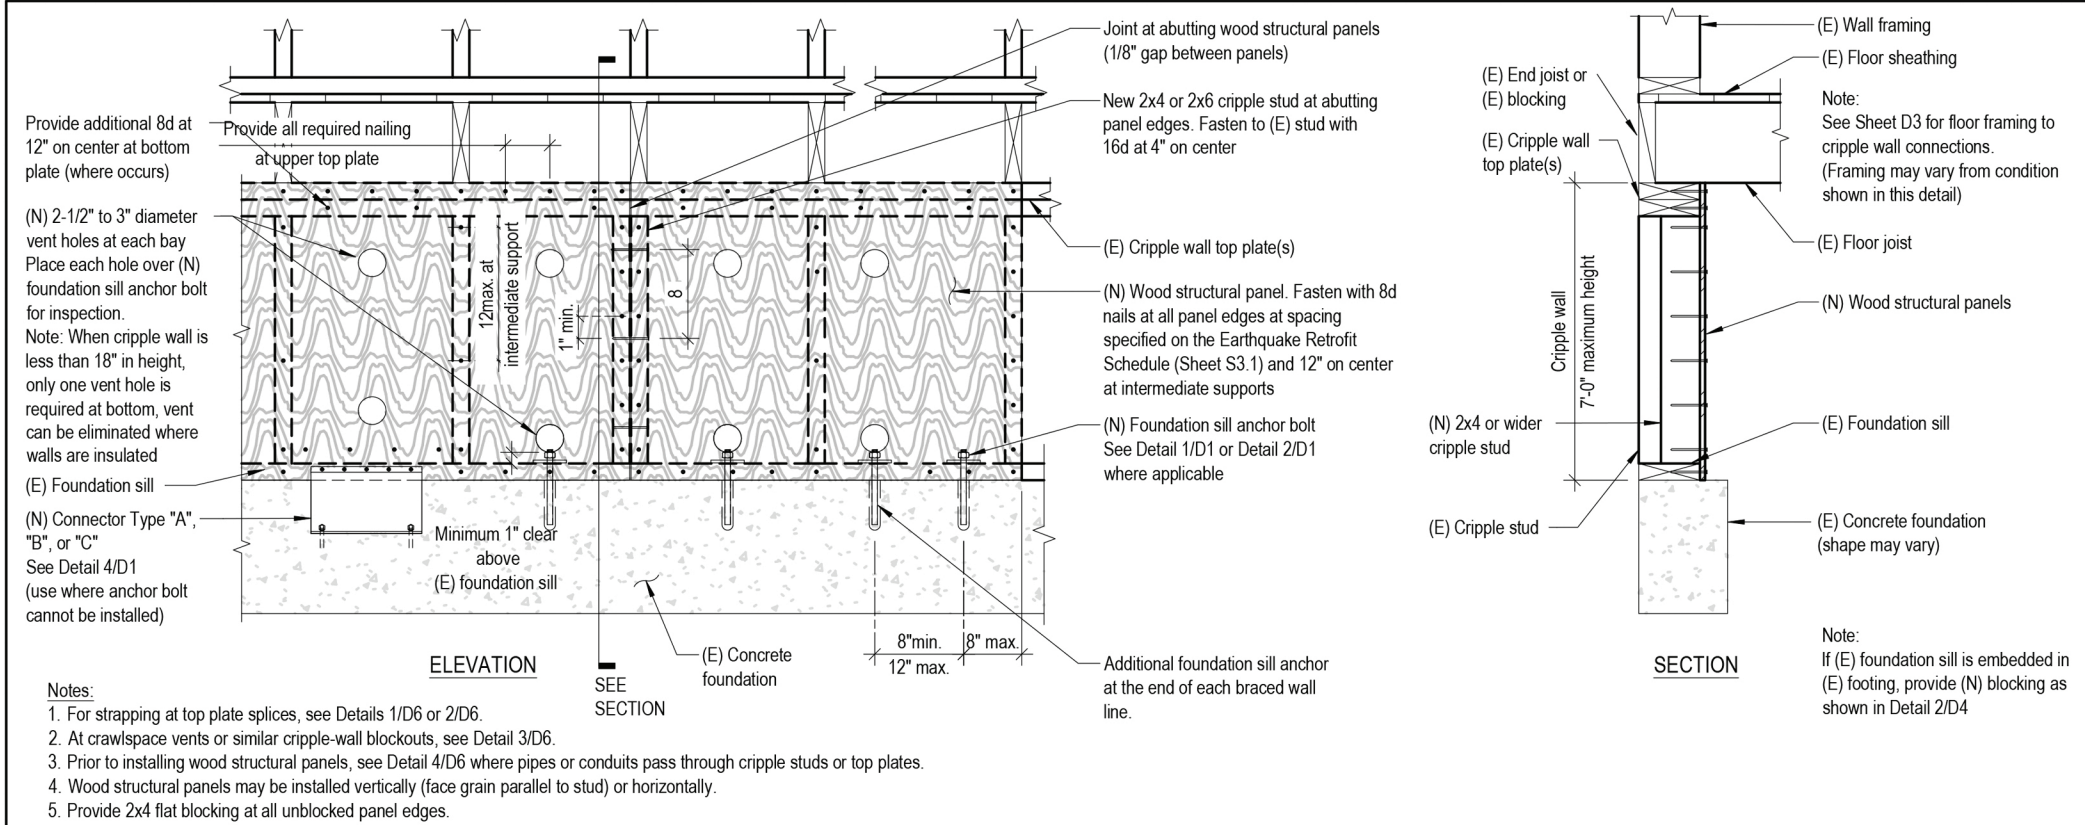 Joint at abutting wood structural panels
(1/8" gap between panels)
New 2x4 or 2x6 cripple stud at abutting
panel edges. Fasten to (E) stud with
16d at 4" on center
Provide additional 8d at
12" on center at bottom
plate (where occurs)
Provide all required nailing
at upper top plate
(N) 2-1/2" to 3" diameter
vent holes at each bay
Place each hole over (N)
foundation sill anchor bolt
for inspection.
Note: When cripple wall is
less than 18" in height,
only one vent hole is
required at bottom, vent
can be eliminated where
walls are insulated
(E) Foundation sill
(N) Connector Type "A",
"B", or "C"
See Detail 4/D1
(use where anchor bolt
cannot be installed)
12max. at
intermediate support
1" min.
8
Minimum 1" clear
above
(E) foundation sill
(E) Cripple wall top plate(s)
(N) Wood structural panel. Fasten with 8d
nails at all panel edges at spacing
specified on the Earthquake Retrofit
Schedule (Sheet S3.1) and 12" on center
at intermediate supports
(N) Foundation sill anchor bolt
See Detail 1/D1 or Detail 2/D1
where applicable
8"min.
12" max.
8" max.
Additional foundation sill anchor
at the end of each braced wall
line.
(E) Concrete
foundation
ELEVATION
SEE
SECTION
Notes:
1. For strapping at top plate splices, see Details 1/D6 or 2/D6.
2. At crawlspace vents or similar cripple-wall blockouts, see Detail 3/D6.
3. Prior to installing wood structural panels, see Detail 4/D6 where pipes or conduits pass through cripple studs or top plates.
4. Wood structural panels may be installed vertically (face grain parallel to stud) or horizontally.
5. Provide 2x4 flat blocking at all unblocked panel edges.
(E) Wall framing
(E) Floor sheathing
(E) End joist or
(E) blocking
(E) Cripple wall
top plate(s)
Note:
See Sheet D3 for floor framing to
cripple wall connections.
(Framing may vary from condition
shown in this detail)
(E) Floor joist
Cripple wall
7'-0" maximum height
(N) Wood structural panels
(N) 2x4 or wider
cripple stud
(E) Foundation sill
(E) Cripple stud
(E) Concrete foundation
(shape may vary)
SECTION
Note:
If (E) foundation sill is embedded in
(E) footing, provide (N) blocking as
shown in Detail 2/D4